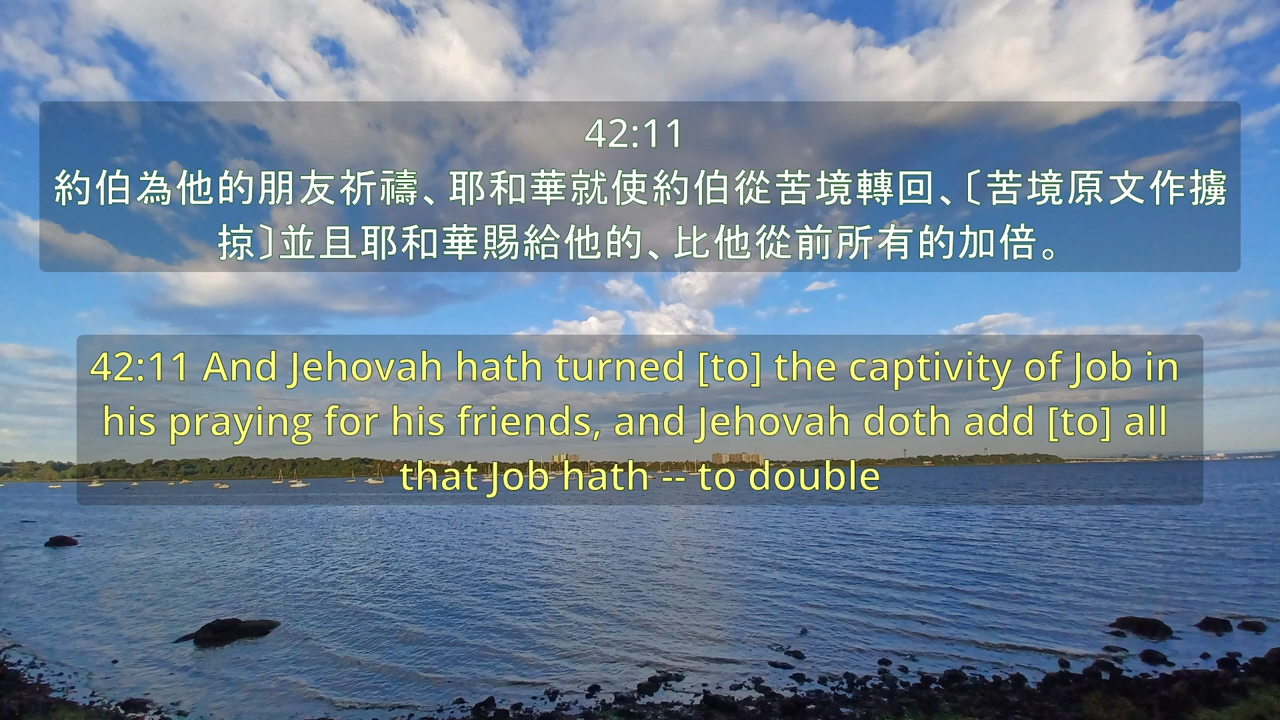 42:11
約伯為他的朋友祈禱、耶和華就使約伯從苦境轉回、〔苦境原文作擄
掠〕並且耶和華賜給他的、比他從前所有的加倍。
42:11 And Jehovah hath turned [to] the captivity of Job in
his praying for his friends, and Jehovah doth add [to] all
that Job hath -- to double